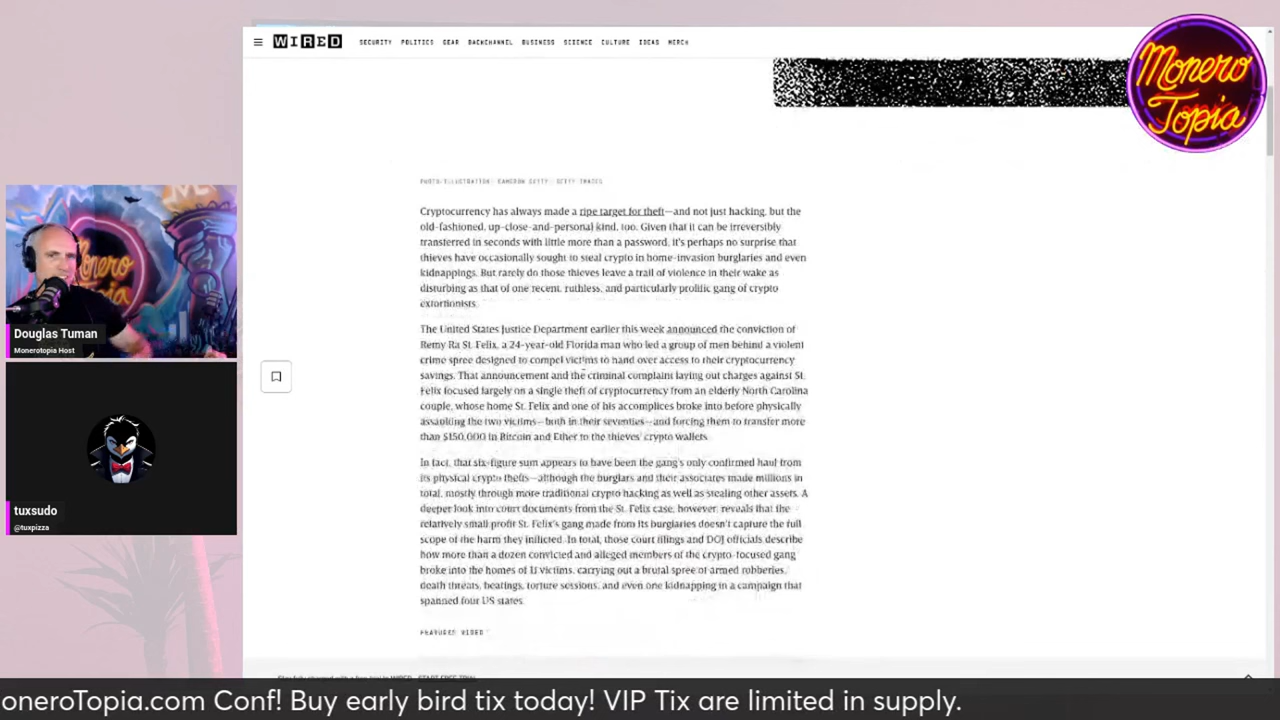 WIRED
SECURITY POLITICS GEAR BACKCHANNEL BUSINESS SCIENCE CULTURE IDEAS MERCH
Monero
Topia
PHOTO-ILLUSTRATION: CAMERON GETTY; GETTY IMAGES
Cryptocurrency has always made a ripe target for theft—and not just hacking, but the
old-fashioned, up-close-and-personal kind, too. Given that it can be irreversibly
transferred in seconds with little more than a password, it's perhaps no surprise that
thieves have occasionally sought to steal crypto in home-invasion burglaries and even
kidnappings. But rarely do those thieves leave a trail of violence in their wake as
disturbing as that of one recent, ruthless, and particularly prolific gang of crypto
extortionists.
The United States Justice Department earlier this week announced the conviction of
Remy Ra St. Felix, a 24-year-old Florida man who led a group of men behind a violent
crime spree designed to compel victims to hand over access to their cryptocurrency
savings. That announcement and the criminal complaint laying out charges against St.
Felix focused largely on a single theft of cryptocurrency from an elderly North Carolina
couple, whose home St. Felix and one of his accomplices broke into before physically
assaulting the two victims—both in their seventies—and forcing them to transfer more
than $150,000 in Bitcoin and Ether to the thieves' crypto wallets.
In fact, that six-figure sum appears to have been the gang's only confirmed haul from
its physical crypto thefts—although the burglars and their associates made millions in
total, mostly through more traditional crypto hacking as well as stealing other assets. A
deeper look into court documents from the St. Felix case, however, reveals that the
relatively small profit St. Felix's gang made from its burglaries doesn't capture the full
scope of the harm they inflicted: In total, those court filings and DOJ officials describe
how more than a dozen convicted and alleged members of the crypto-focused gang
broke into the homes of 11 victims, carrying out a brutal spree of armed robberies,
death threats, beatings, torture sessions, and even one kidnapping in a campaign that
spanned four US states.
FEATURED VIDEO
Monero
topia
Douglas Tuman
Monerotopia Host
tuxsudo
@tuxpizza
START FREE TRIAL
oneroTopia.com Conf! Buy early bird tix today! VIP Tix are limited in supply.